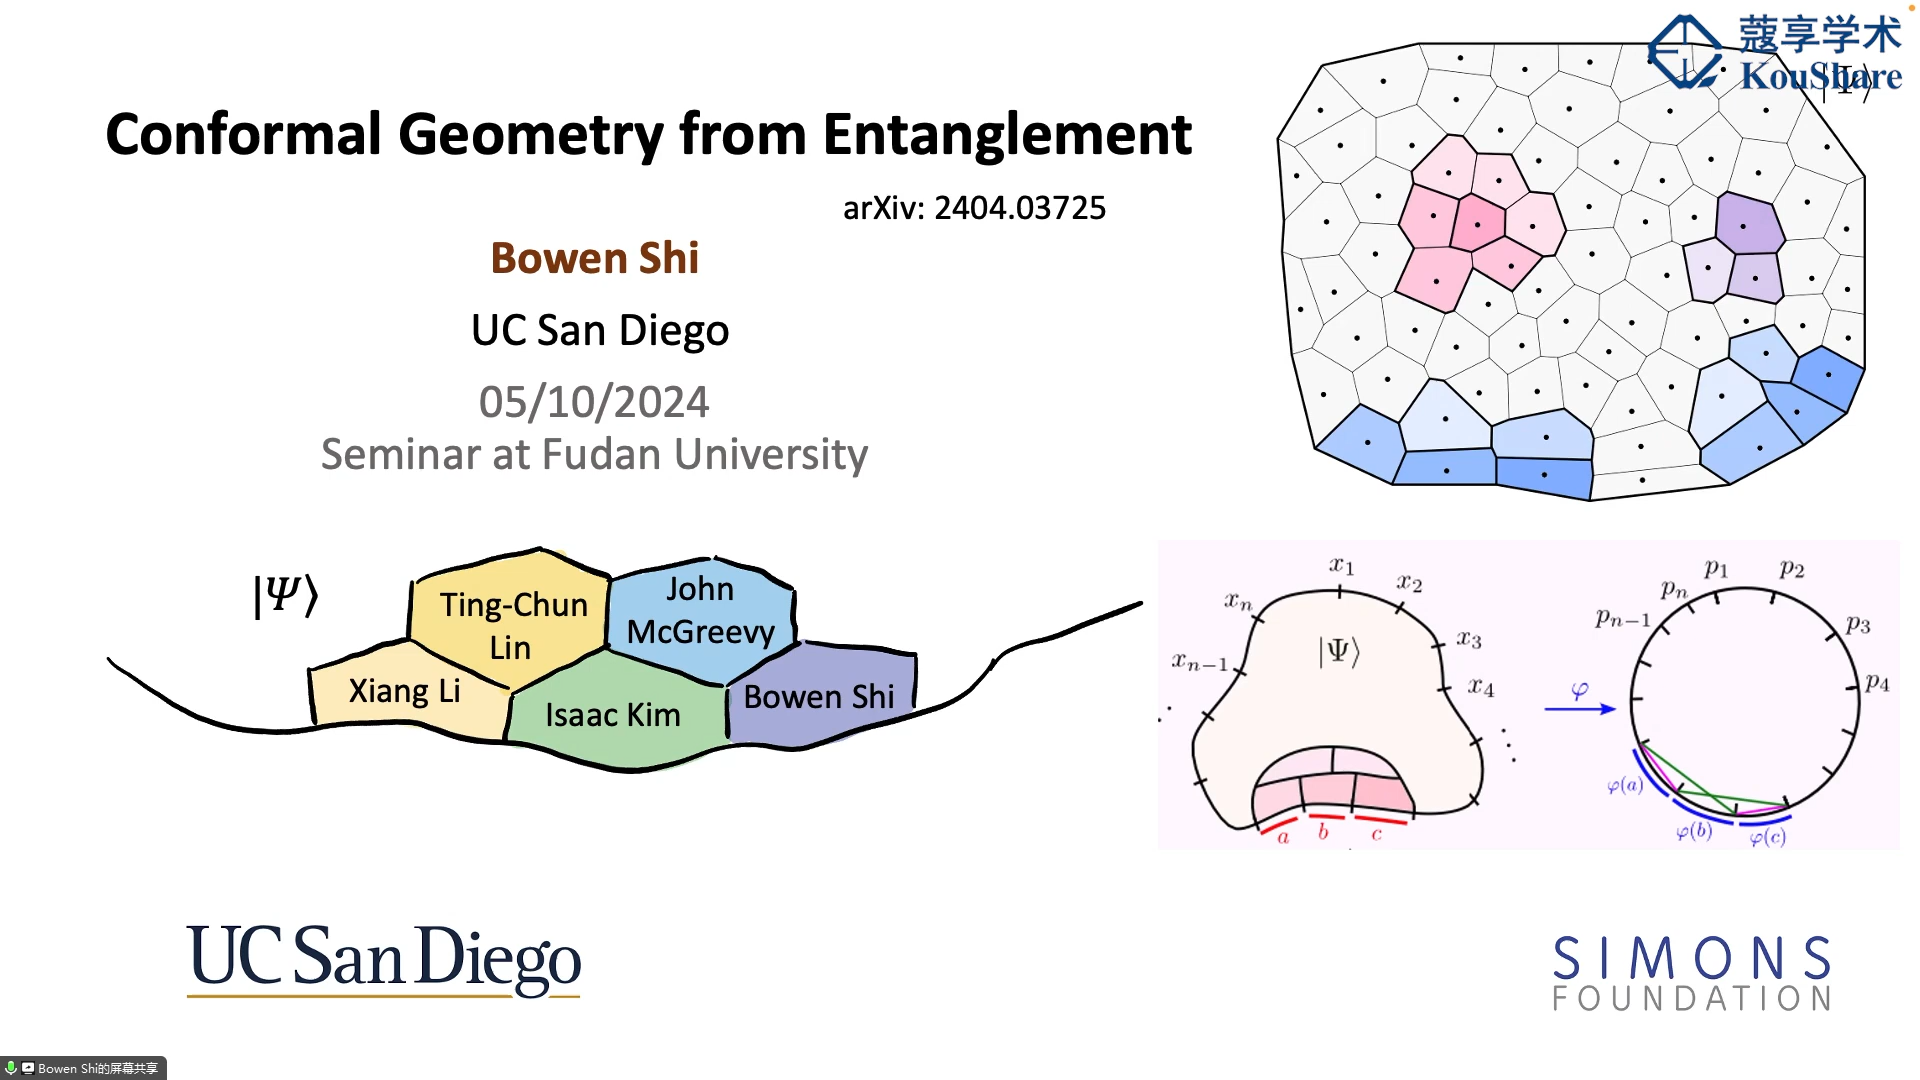 蔻享学术
KouShare
|Ψ⟩
Conformal Geometry from Entanglement
arXiv: 2404.03725
Bowen Shi
UC San Diego
05/10/2024
Seminar at Fudan University
|Ψ⟩
Ting-Chun
Lin
John
McGreevy
Xiang Li
Isaac Kim
Bowen Shi
x₁
x₂
x₃
x₄
xₙ
xₙ₋₁
|Ψ⟩
a
b
c
φ
p₁
p₂
p₃
p₄
pₙ
pₙ₋₁
φ(a)
φ(b)
φ(c)
UC San Diego
SIMONS
FOUNDATION
Bowen Shi的屏幕共享